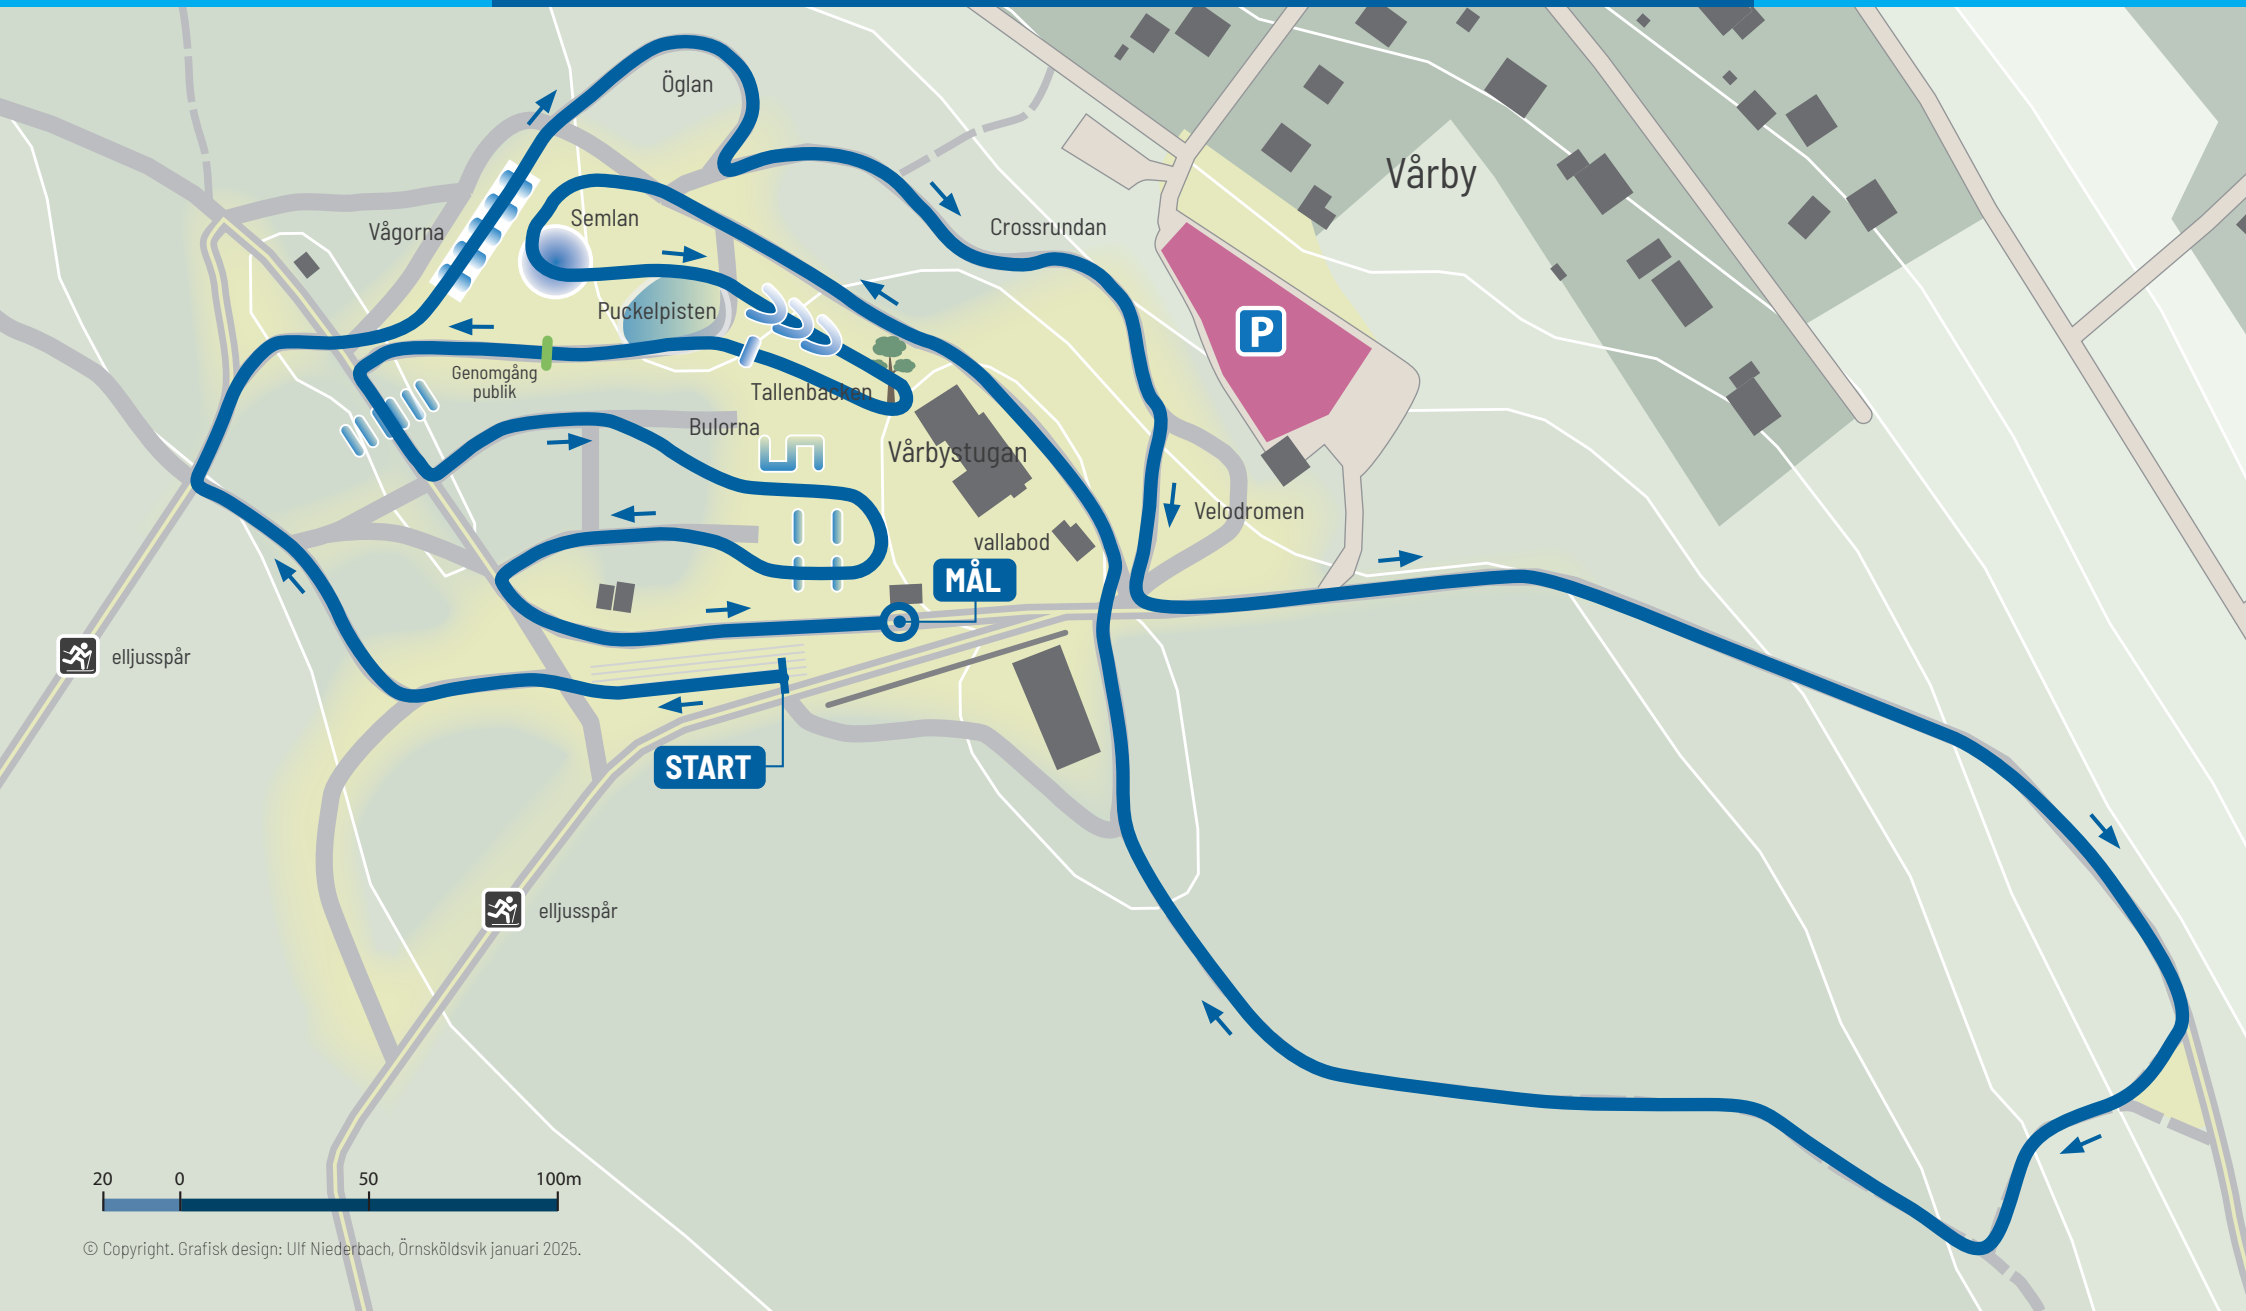 Öglan
Vårby
Semlan
Vågorna
Crossrundan
Puckelpisten
P
Genomgång
publik
Tallenbacken
Bulorna
Vårbystugan
Velodromen
vallabod
MÅL
elljusspår
START
elljusspår
20 0 50 100m
© Copyright. Grafisk design: Ulf Niederbach, Örnsköldsvik januari 2025.